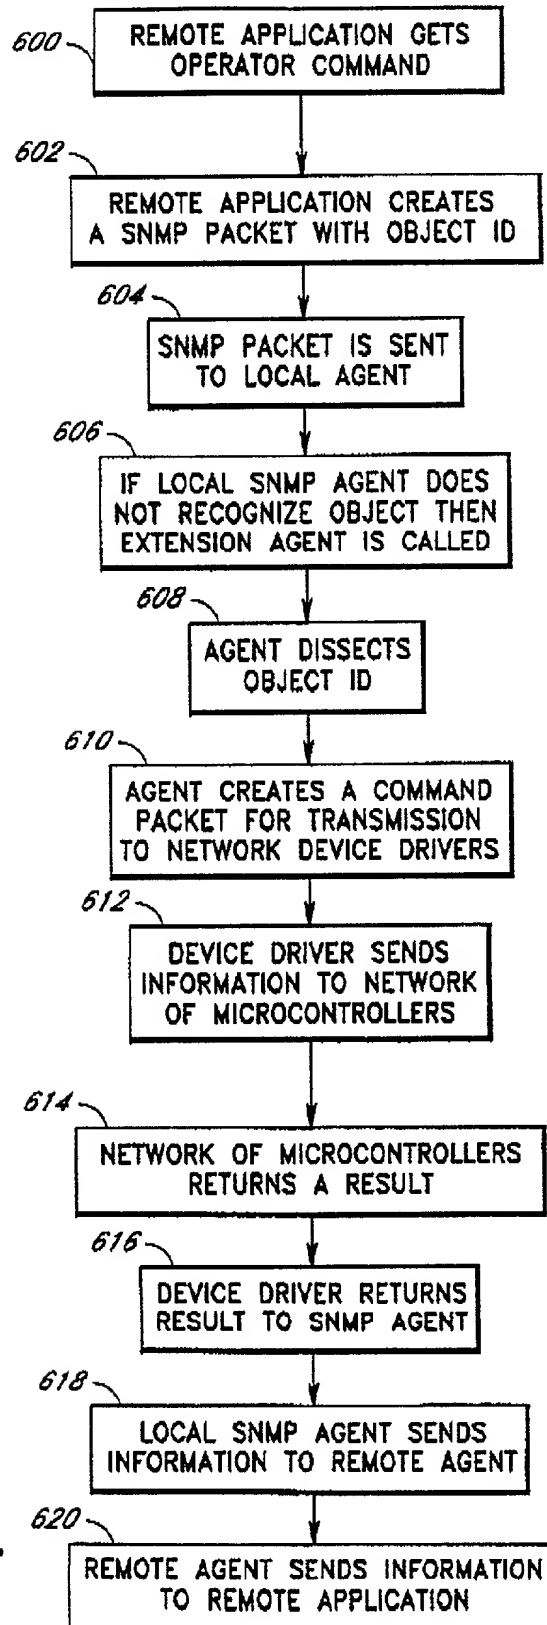 600
REMOTE APPLICATION GETS
OPERATOR COMMAND
602
REMOTE APPLICATION CREATES
A SNMP PACKET WITH OBJECT ID
604
SNMP PACKET IS SENT
TO LOCAL AGENT
606
IF LOCAL SNMP AGENT DOES
NOT RECOGNIZE OBJECT THEN
EXTENSION AGENT IS CALLED
608
AGENT DISSECTS
OBJECT ID
610
AGENT CREATES A COMMAND
PACKET FOR TRANSMISSION
TO NETWORK DEVICE DRIVERS
612
DEVICE DRIVER SENDS
INFORMATION TO NETWORK
OF MICROCONTROLLERS
614
NETWORK OF MICROCONTROLLERS
RETURNS A RESULT
616
DEVICE DRIVER RETURNS
RESULT TO SNMP AGENT
618
LOCAL SNMP AGENT SENDS
INFORMATION TO REMOTE AGENT
620
REMOTE AGENT SENDS INFORMATION
TO REMOTE APPLICATION